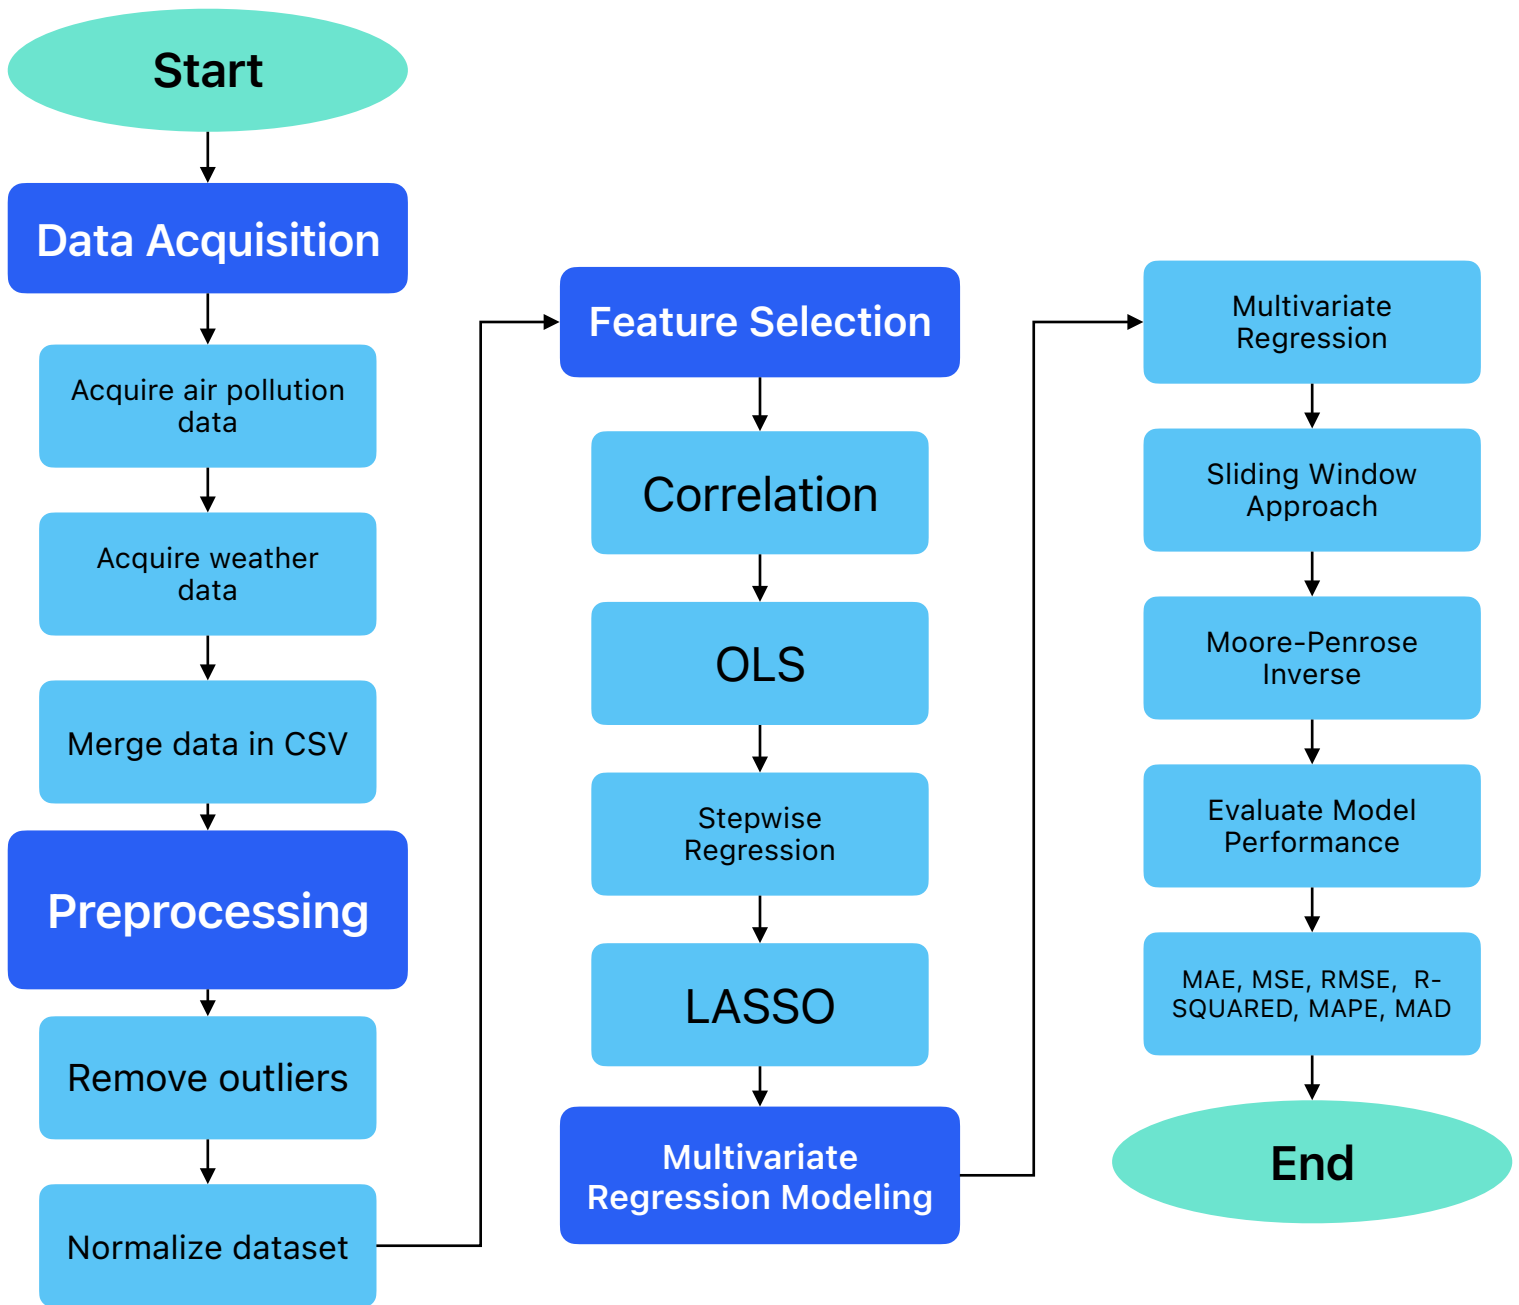 Start
Data Acquisition
Acquire air pollution
data
Acquire weather
data
Merge data in CSV
Preprocessing
Remove outliers
Normalize dataset
Feature Selection
Correlation
OLS
Stepwise
Regression
LASSO
Multivariate
Regression Modeling
Multivariate
Regression
Sliding Window
Approach
Moore-Penrose
Inverse
Evaluate Model
Performance
MAE, MSE, RMSE, R-
SQUARED, MAPE, MAD
End